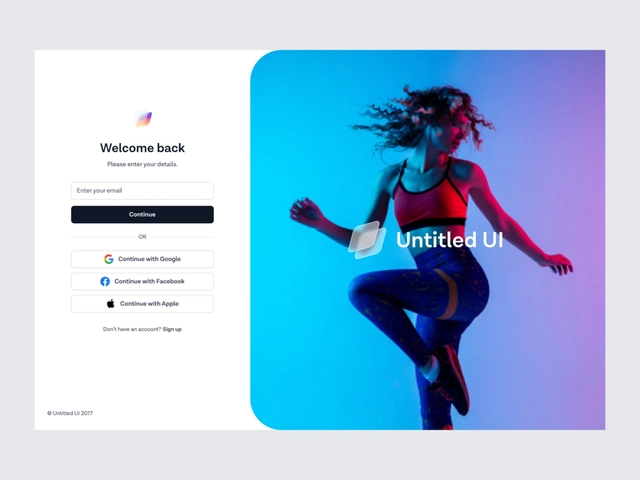 Welcome back
Please enter your details.
Enter your email
Continue
OR
Continue with Google
Continue with Facebook
Continue with Apple
Don't have an account? Sign up
© Untitled UI 2077
Untitled UI